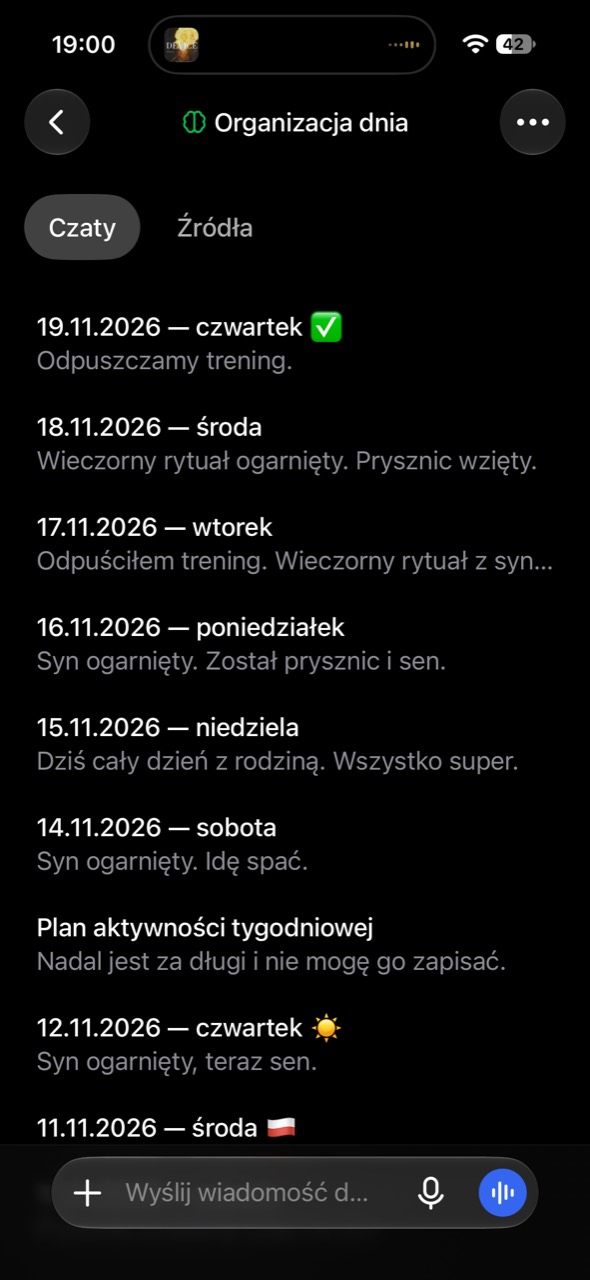 19:00
DEVICE
42
Organizacja dnia
Czaty
Źródła
19.11.2026 — czwartek ✅
Odpuszczamy trening.
18.11.2026 — środa
Wieczorny rytuał ogarnięty. Prysznic wzięty.
17.11.2026 — wtorek
Odpuściłem trening. Wieczorny rytuał z syn...
16.11.2026 — poniedziałek
Syn ogarnięty. Został prysznic i sen.
15.11.2026 — niedziela
Dziś cały dzień z rodziną. Wszystko super.
14.11.2026 — sobota
Syn ogarnięty. Idę spać.
Plan aktywności tygodniowej
Nadal jest za długi i nie mogę go zapisać.
12.11.2026 — czwartek ☀️
Syn ogarnięty, teraz sen.
11.11.2026 — środa 🇵🇱
Wyślij wiadomość d...